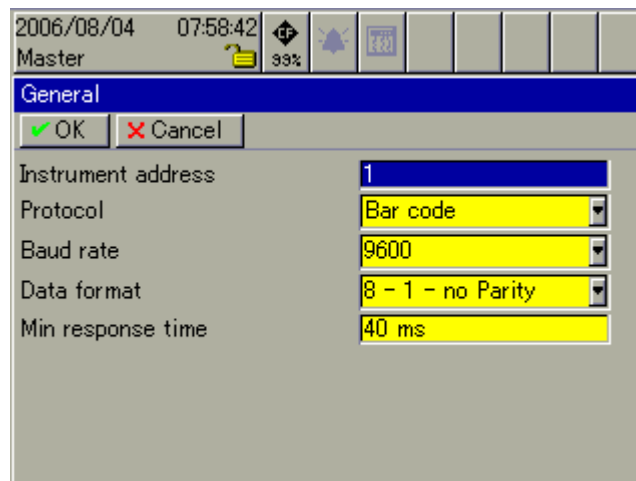 2006/08/04 07:58:42
Master
CF
99%
General
OK Cancel
Instrument address 1
Protocol Bar code
Baud rate 9600
Data format 8 - 1 - no Parity
Min response time 40 ms